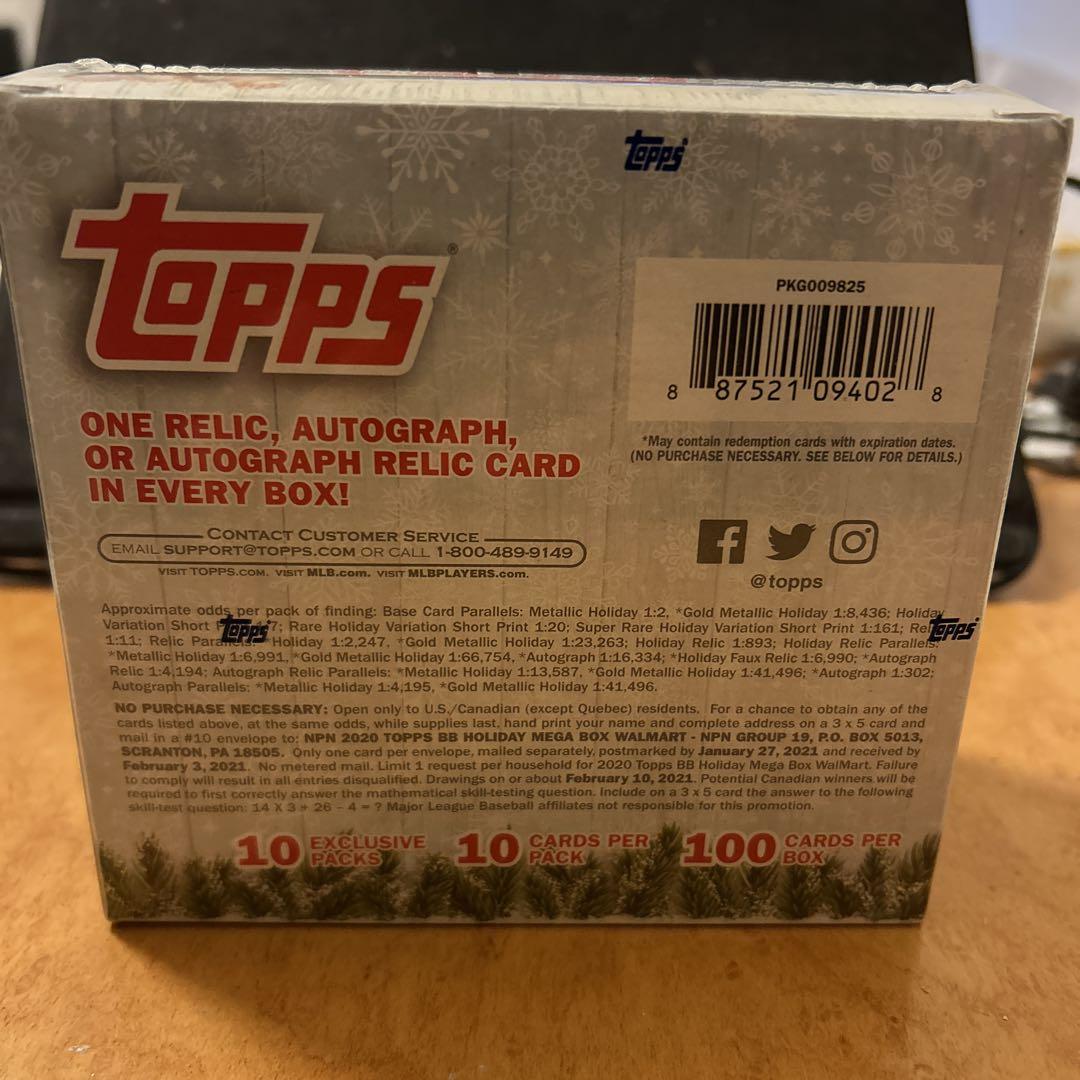 topps
topps®
PKG009825
8 87521 09402 8
ONE RELIC, AUTOGRAPH,
OR AUTOGRAPH RELIC CARD
IN EVERY BOX!
*May contain redemption cards with expiration dates.
(NO PURCHASE NECESSARY. SEE BELOW FOR DETAILS.)
CONTACT CUSTOMER SERVICE
EMAIL SUPPORT@TOPPS.COM OR CALL 1-800-489-9149
VISIT TOPPS.COM. VISIT MLB.com. VISIT MLBPLAYERS.com.
@topps
Approximate odds per pack of finding: Base Card Parallels: Metallic Holiday 1:2, *Gold Metallic Holiday 1:8,436; Holiday
Variation Short 7; Rare Holiday Variation Short Print 1:20; Super Rare Holiday Variation Short Print 1:161;
topps
topps
1:11; Relic Holiday 1:2,247, *Gold Metallic Holiday 1:23,263; Holiday Relic 1:893; Holiday Relic Parallels:
*Metallic Holiday 1:6,991, *Gold Metallic Holiday 1:66,754, *Autograph 1:16,334; *Holiday Faux Relic 1:6,990; *Autograph
Relic 1:4,194; Autograph Relic Parallels: *Metallic Holiday 1:13,587, *Gold Metallic Holiday 1:41,496; *Autograph 1:302;
Autograph Parallels: *Metallic Holiday 1:4,195, *Gold Metallic Holiday 1:41,496.
NO PURCHASE NECESSARY: Open only to U.S./Canadian (except Quebec) residents. For a chance to obtain any of the
cards listed above, at the same odds, while supplies last, hand print your name and complete address on a 3 x 5 card and
mail in a #10 envelope to: NPN 2020 TOPPS BB HOLIDAY MEGA BOX WALMART - NPN GROUP 19, P.O. BOX 5013,
SCRANTON, PA 18505. Only one card per envelope, mailed separately, postmarked by January 27, 2021 and received by
February 3, 2021. No metered mail. Limit 1 request per household for 2020 Topps BB Holiday Mega Box WalMart. Failure
to comply will result in all entries disqualified. Drawings on or about February 10, 2021. Potential Canadian winners will be
required to first correctly answer the mathematical skill-testing question. Include on a 3 x 5 card the answer to the following
skill-test question: 14 X 3 + 26 - 4 = ? Major League Baseball affiliates not responsible for this promotion.
10 EXCLUSIVE PACKS 10 CARDS PER PACK 100 CARDS PER BOX